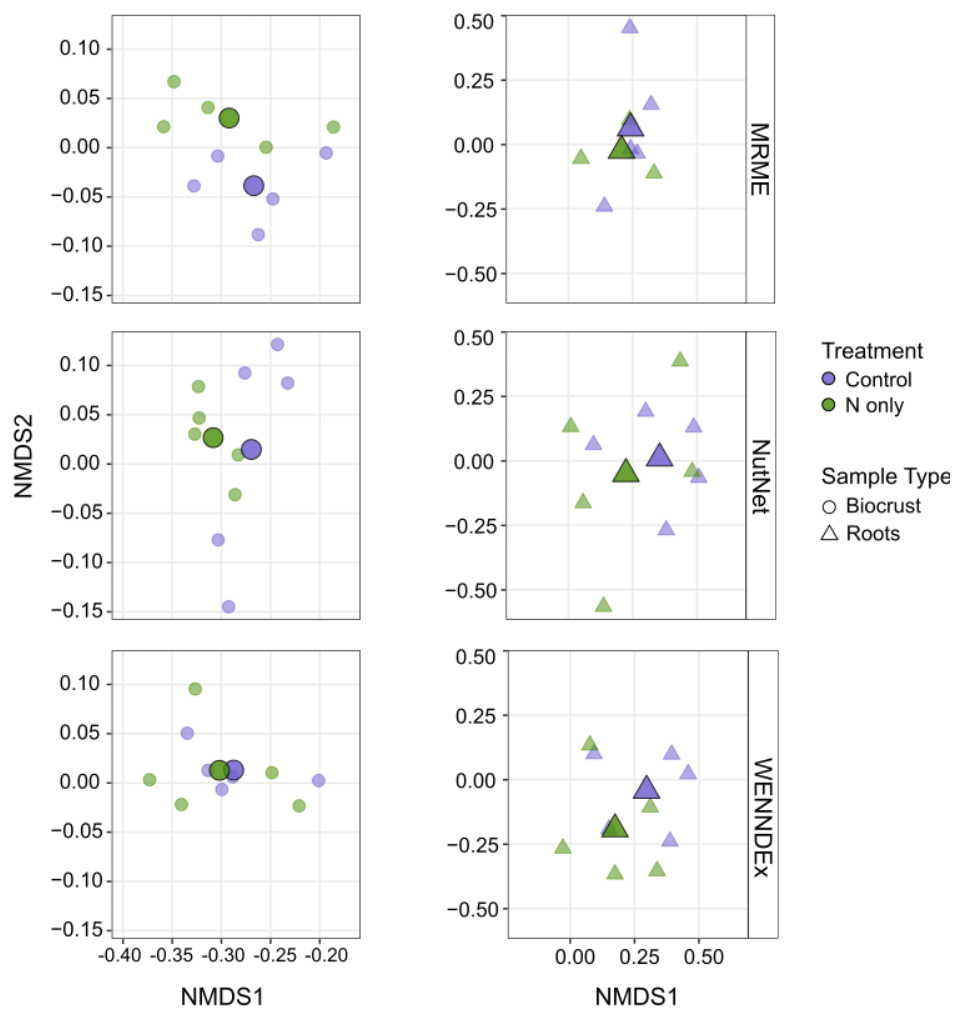 0.10
0.05
0.00
−0.05
−0.10
−0.15
0.50
0.25
0.00
−0.25
−0.50
MRME
0.10
0.05
0.00
−0.05
−0.10
−0.15
0.50
0.25
0.00
−0.25
−0.50
NutNet
NMDS2
Treatment
Control
N only
Sample Type
Biocrust
Roots
0.10
0.05
0.00
−0.05
−0.10
−0.15
0.50
0.25
0.00
−0.25
−0.50
WENNDEx
-0.40 -0.35 -0.30 -0.25 -0.20
0.00 0.25 0.50
NMDS1
NMDS1